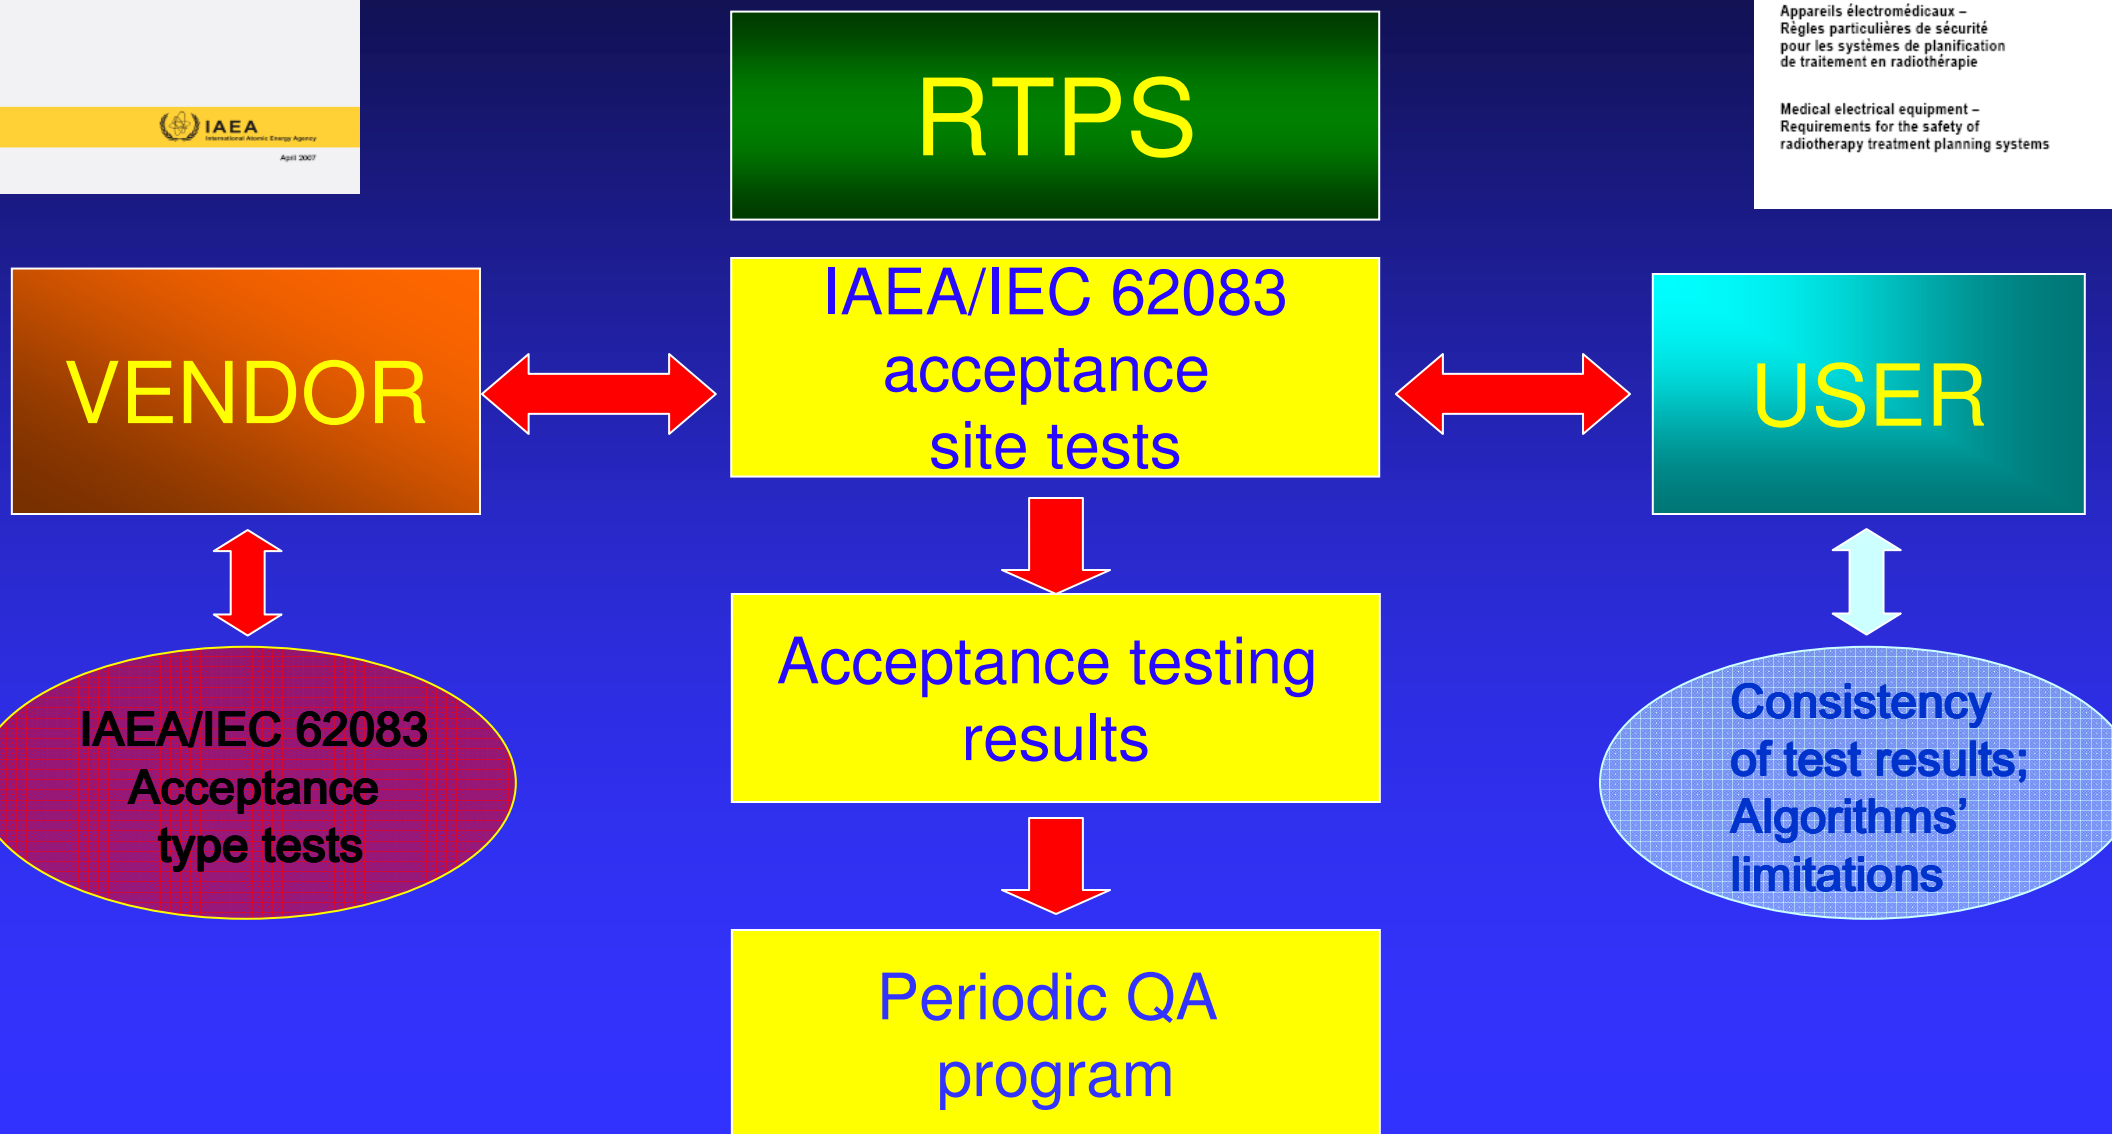 IAEA
International Atomic Energy Agency
April 2007
RTPS
Appareils électromédicaux –
Règles particulières de sécurité
pour les systèmes de planification
de traitement en radiothérapie
Medical electrical equipment –
Requirements for the safety of
radiotherapy treatment planning systems
VENDOR
IAEA/IEC 62083
acceptance
site tests
USER
IAEA/IEC 62083
Acceptance
type tests
Acceptance testing
results
Consistency
of test results;
Algorithms’
limitations
Periodic QA
program